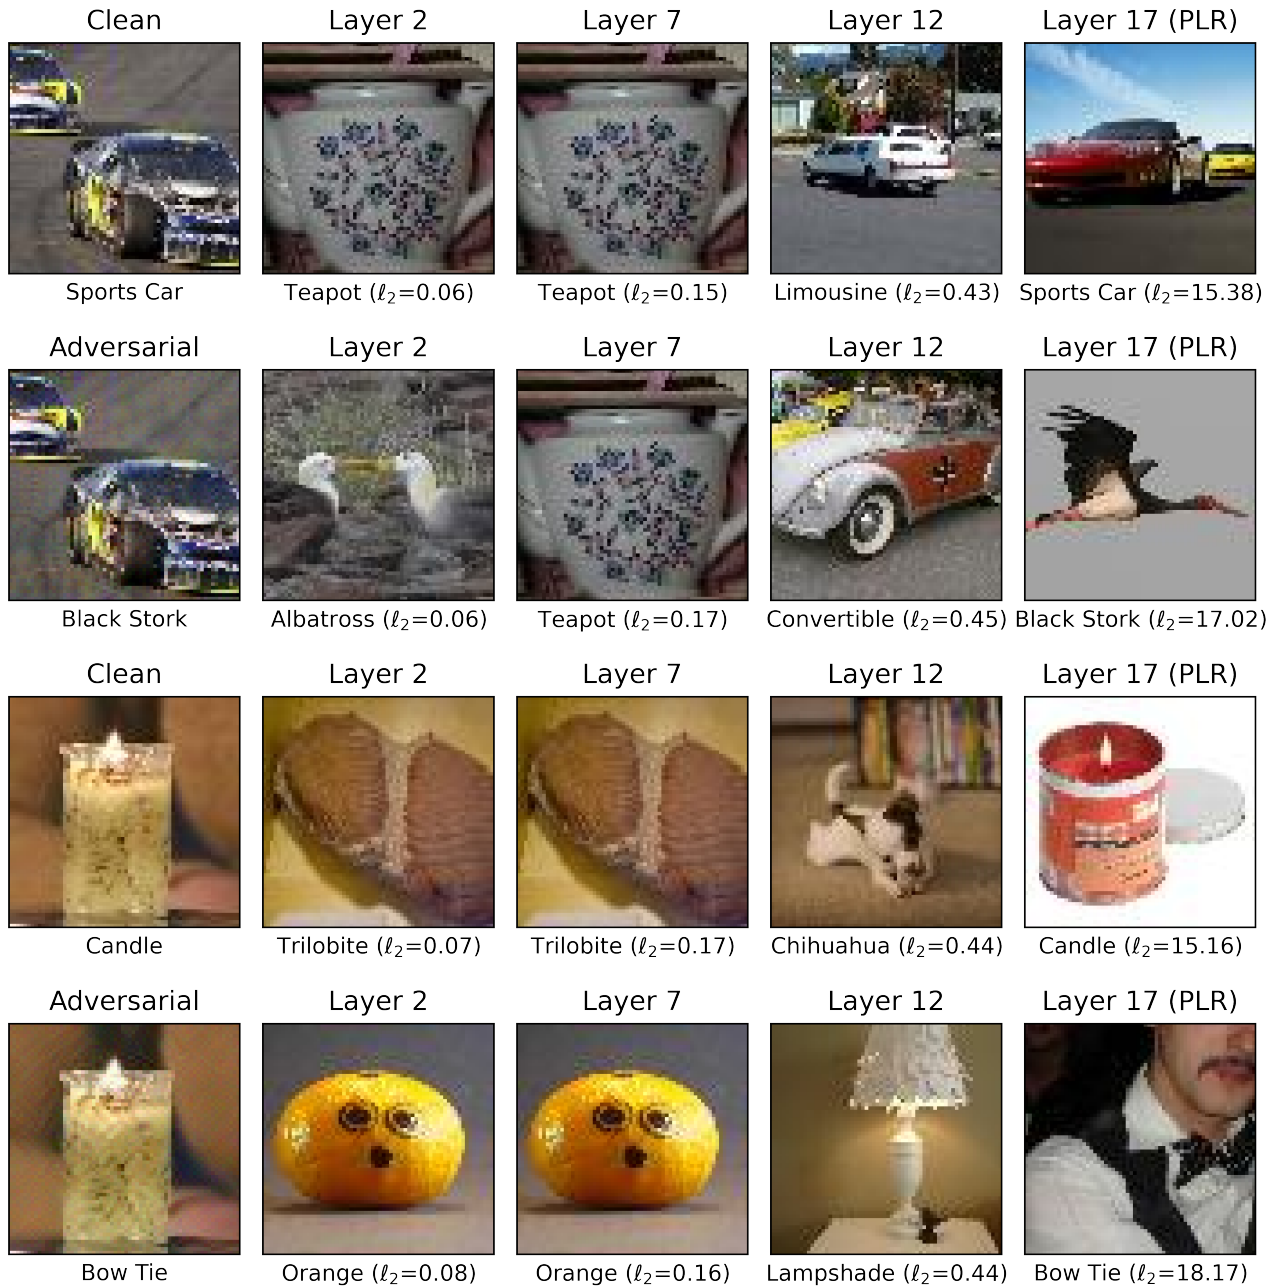 Clean Layer 2 Layer 7 Layer 12 Layer 17 (PLR)
Sports Car Teapot (ℓ₂=0.06) Teapot (ℓ₂=0.15) Limousine (ℓ₂=0.43) Sports Car (ℓ₂=15.38)
Adversarial Layer 2 Layer 7 Layer 12 Layer 17 (PLR)
Black Stork Albatross (ℓ₂=0.06) Teapot (ℓ₂=0.17) Convertible (ℓ₂=0.45) Black Stork (ℓ₂=17.02)
Clean Layer 2 Layer 7 Layer 12 Layer 17 (PLR)
Candle Trilobite (ℓ₂=0.07) Trilobite (ℓ₂=0.17) Chihuahua (ℓ₂=0.44) Candle (ℓ₂=15.16)
Adversarial Layer 2 Layer 7 Layer 12 Layer 17 (PLR)
Bow Tie Orange (ℓ₂=0.08) Orange (ℓ₂=0.16) Lampshade (ℓ₂=0.44) Bow Tie (ℓ₂=18.17)